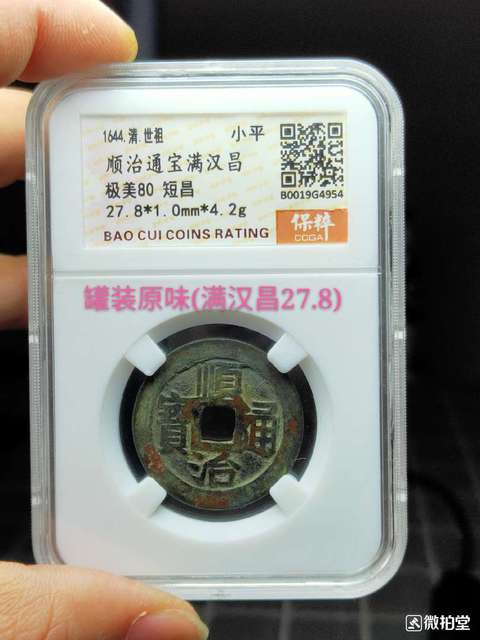 1644.清.世祖 小平
顺治通宝满汉昌
极美80 短昌
27.8*1.0mm*4.2g
BAO CUI COINS RATING
B0019G4954
保粹
CCGA
罐装原味(满汉昌27.8)
順
寳 通
治
微拍堂